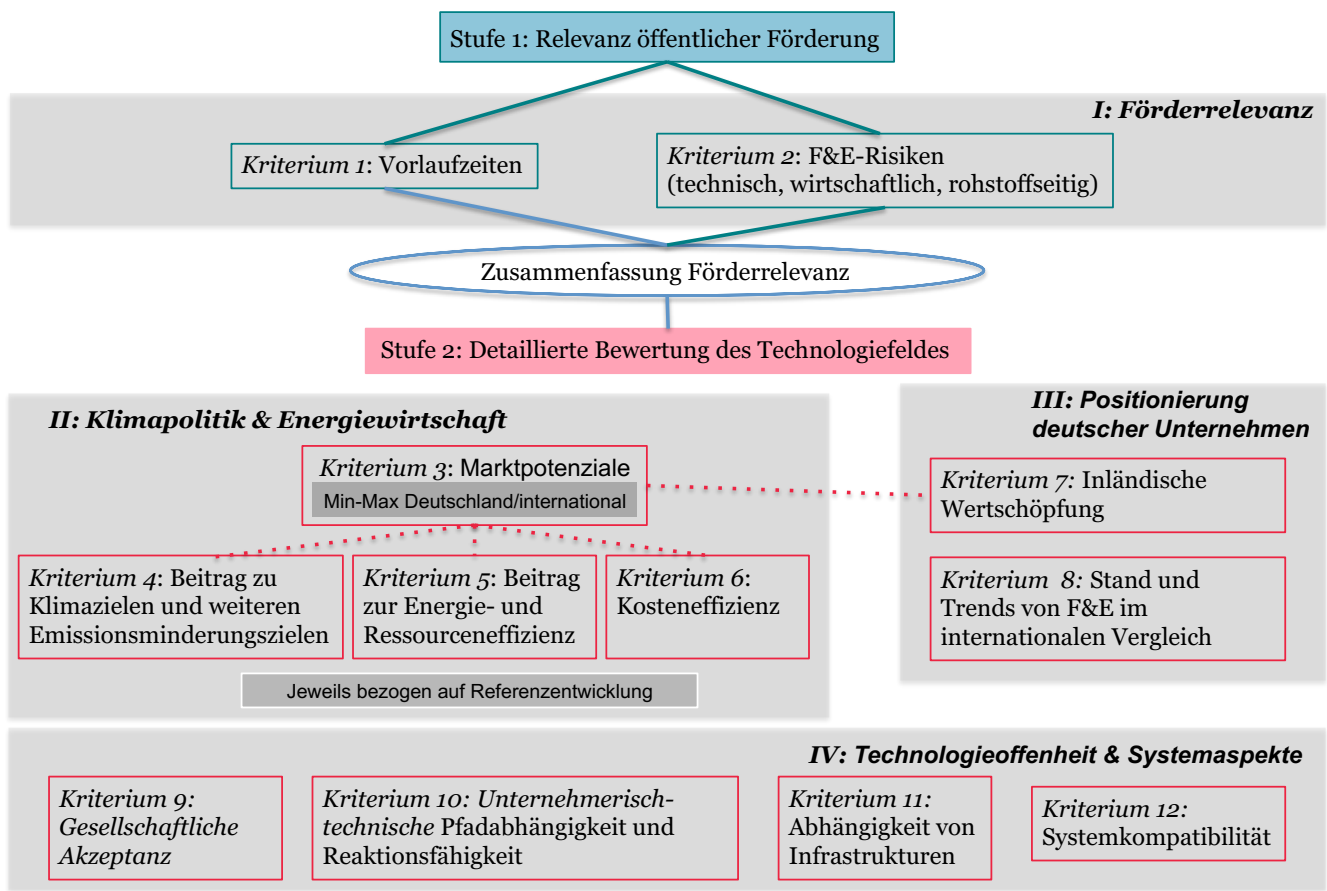 Stufe 1: Relevanz öffentlicher Förderung
I: Förderrelevanz
Kriterium 1: Vorlaufzeiten
Kriterium 2: F&E-Risiken
(technisch, wirtschaftlich, rohstoffseitig)
Zusammenfassung Förderrelevanz
Stufe 2: Detaillierte Bewertung des Technologiefeldes
II: Klimapolitik & Energiewirtschaft
Kriterium 3: Marktpotenziale
Min-Max Deutschland/international
Kriterium 4: Beitrag zu
Klimazielen und weiteren
Emissionsminderungszielen
Kriterium 5: Beitrag
zur Energie- und
Ressourceneffizienz
Kriterium 6:
Kosteneffizienz
Jeweils bezogen auf Referenzentwicklung
III: Positionierung
deutscher Unternehmen
Kriterium 7: Inländische
Wertschöpfung
Kriterium 8: Stand und
Trends von F&E im
internationalen Vergleich
IV: Technologieoffenheit & Systemaspekte
Kriterium 9:
Gesellschaftliche
Akzeptanz
Kriterium 10: Unternehmerisch-
technische Pfadabhängigkeit und
Reaktionsfähigkeit
Kriterium 11:
Abhängigkeit von
Infrastrukturen
Kriterium 12:
Systemkompatibilität